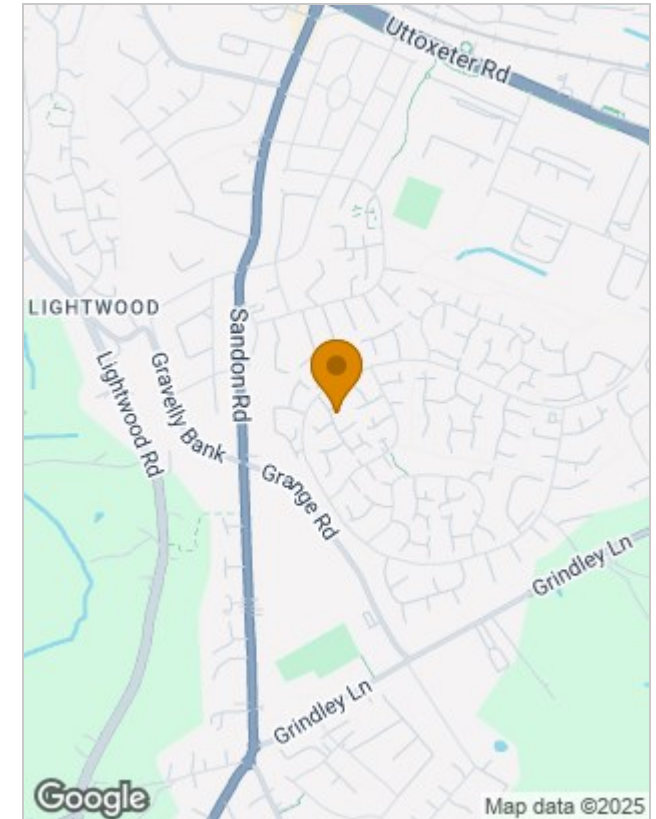 Uttoxeter Rd
LIGHTWOOD
Sandon Rd
Lightwood Rd
Gravelly Bank
Grange Rd
Grindley Ln
Grindley Ln
Google
Map data ©2025